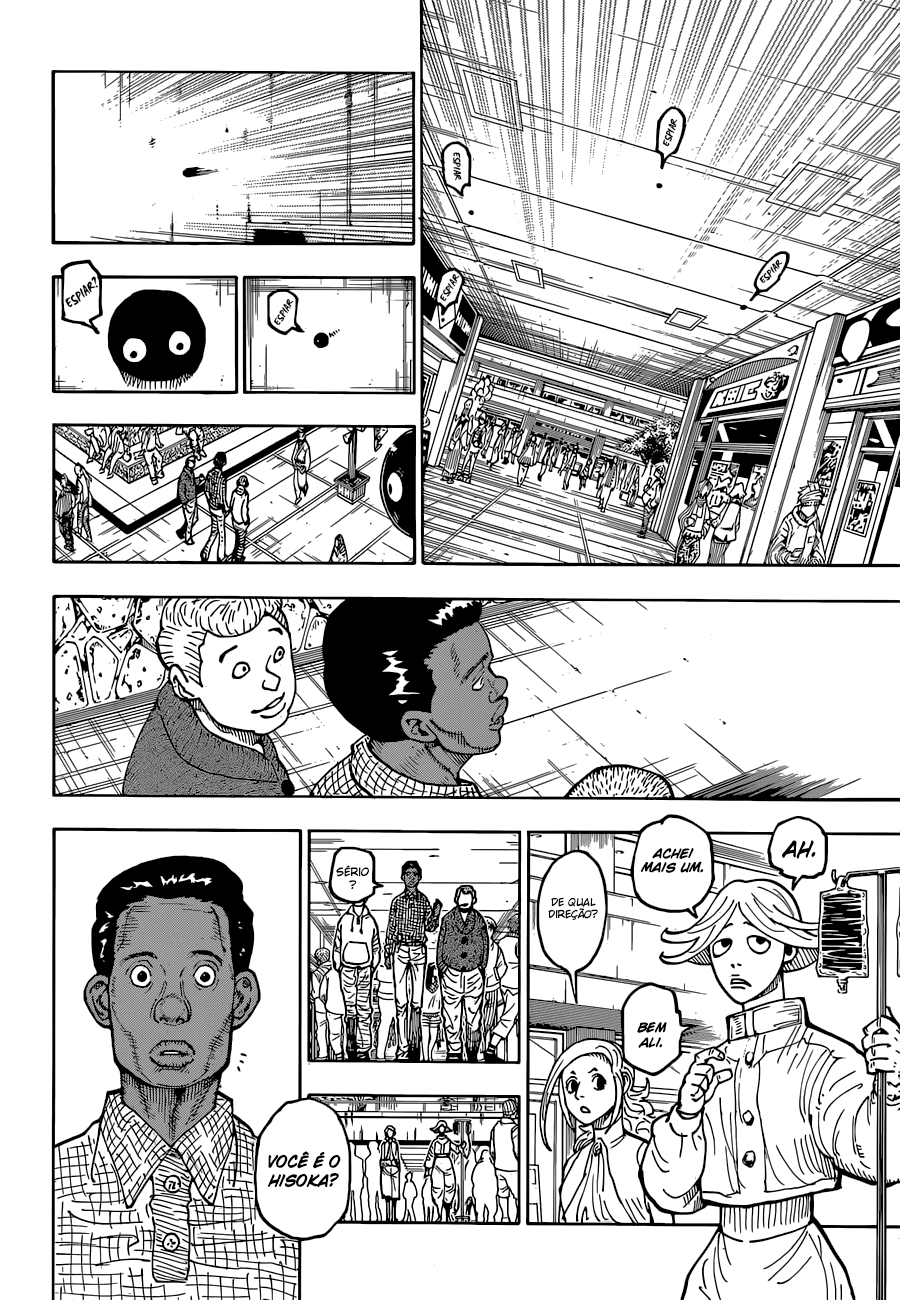 ESPIAR
ESPIAR
ESPIAR
ESPIAR
ESPIAR
ESPIAR?
AH.
ACHEI
MAIS UM.
DE QUAL
DIREÇÃO?
BEM
ALI.
SÉRIO
?
VOCÊ É O
HISOKA?